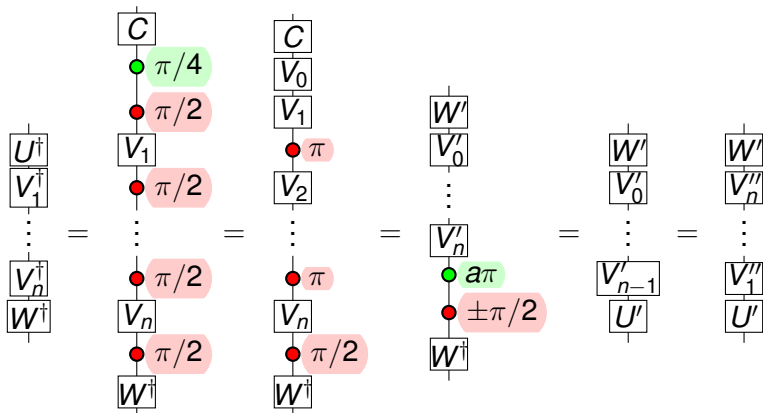 U†
V₁†
⋮
Vₙ†
W†
=
C
π/4
π/2
V₁
π/2
⋮
π/2
Vₙ
π/2
W†
=
C
V₀
V₁
π
V₂
⋮
π
Vₙ
π/2
W†
=
W′
V₀′
⋮
Vₙ′
aπ
±π/2
W†
=
W′
V₀′
⋮
V′ₙ₋₁
U′
=
W′
Vₙ″
⋮
V₁″
U′